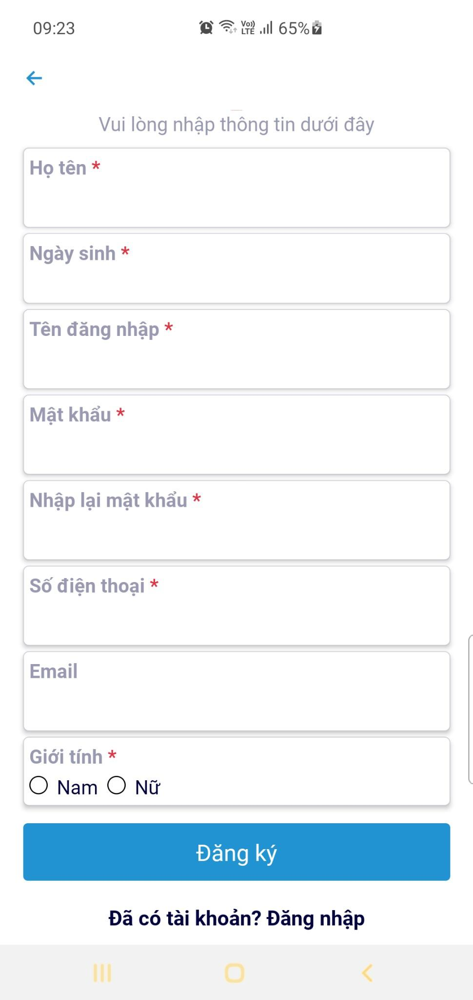 09:23
Vo)) LTE 65%
Vui lòng nhập thông tin dưới đây
Họ tên *
Ngày sinh *
Tên đăng nhập *
Mật khẩu *
Nhập lại mật khẩu *
Số điện thoại *
Email
Giới tính *
Nam Nữ
Đăng ký
Đã có tài khoản? Đăng nhập